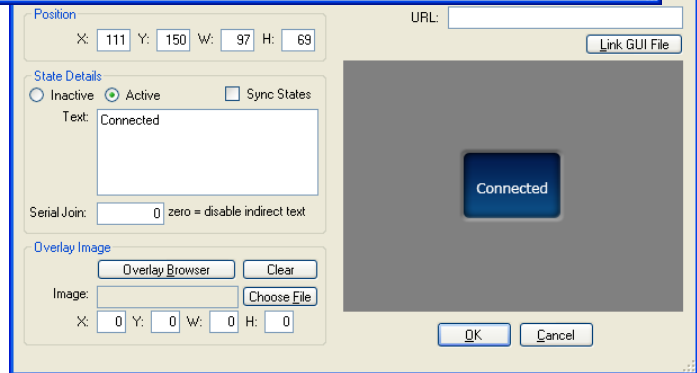 Position
URL:
X: 111 Y: 150 W: 97 H: 69
Link GUI File
State Details
Inactive Active Sync States
Text: Connected
Connected
Serial Join: 0 zero = disable indirect text
Overlay Image
Overlay Browser Clear
Image: Choose File
X: 0 Y: 0 W: 0 H: 0
OK Cancel